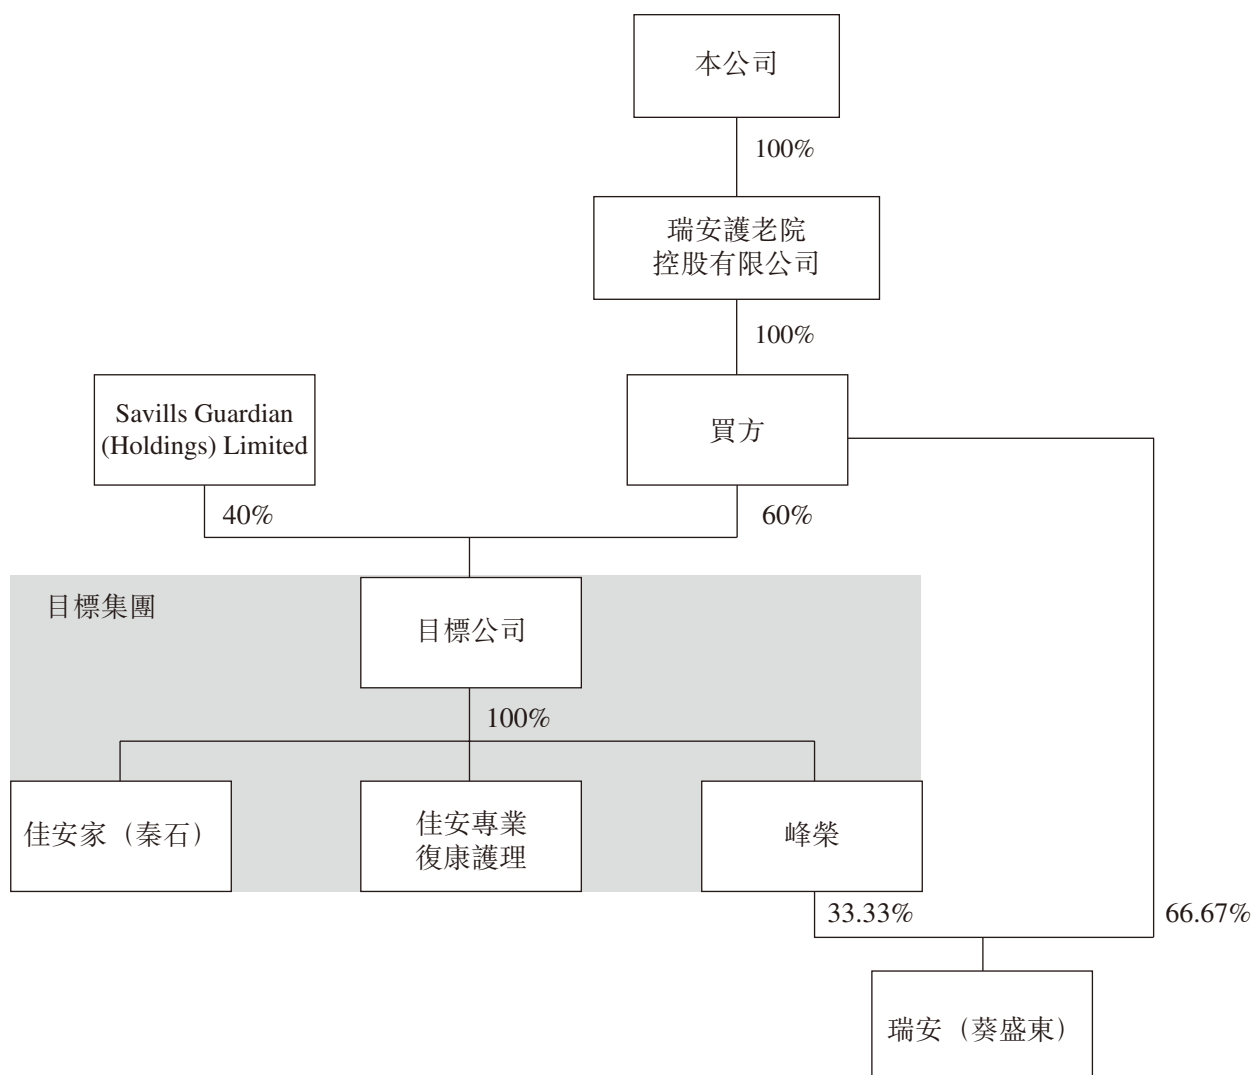 本公司
100%
瑞安護老院
控股有限公司
100%
Savills Guardian
(Holdings) Limited
買方
40%
60%
目標集團
目標公司
100%
佳安家（秦石）
佳安專業
復康護理
峰榮
33.33%
66.67%
瑞安（葵盛東）